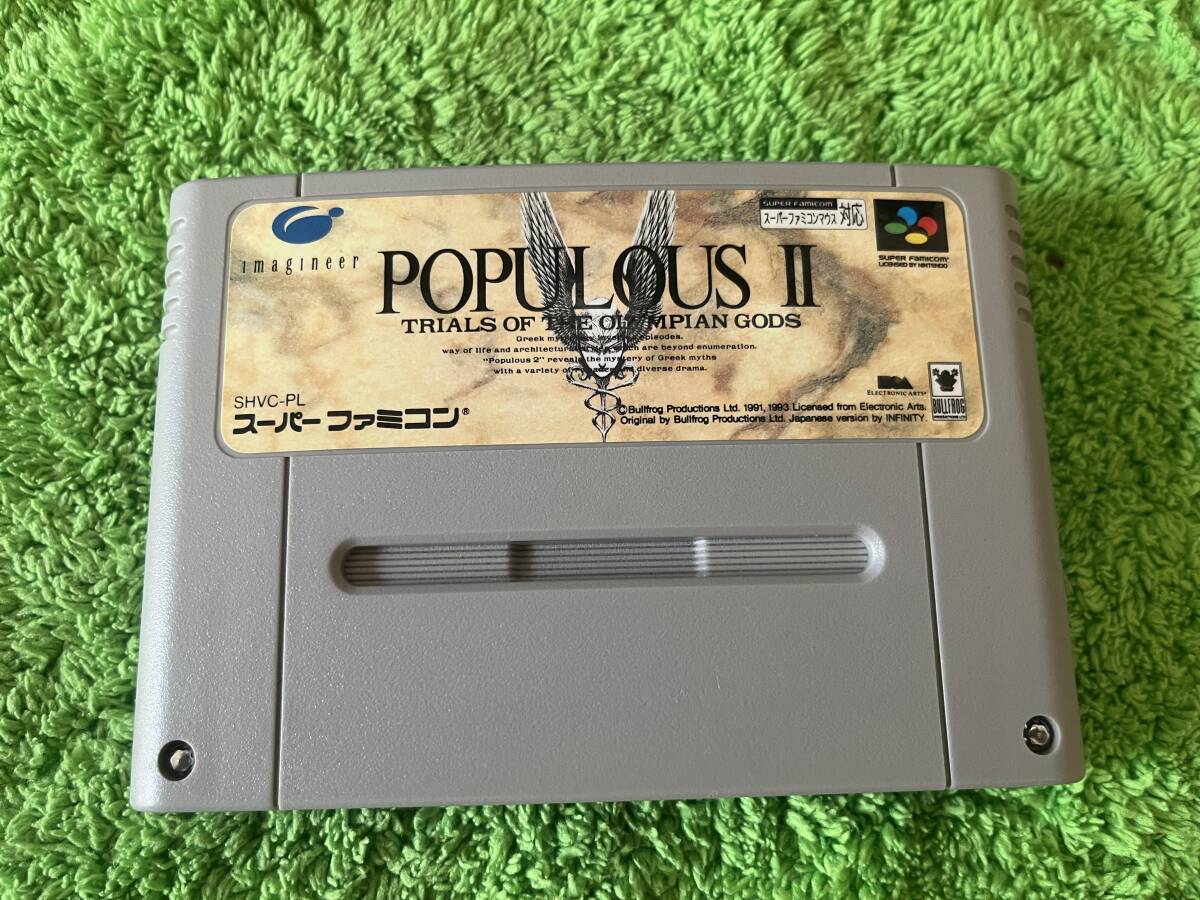 imagineer
POPULOUS II
TRIALS OF THE OLYMPIAN GODS
Greek episodes.
way of life and architectural which are beyond enumeration.
"Populous 2" reveals the mystery of Greek myths
with a variety of and diverse drama.
SUPER FAMICOM
スーパーファミコンマウス 対応
SUPER FAMICOM
LICENSED BY NINTENDO
SHVC-PL
スーパーファミコン®
ELECTRONIC ARTS®
BULLFROG
©Bullfrog Productions Ltd. 1991, 1993 Licensed from Electronic Arts.
Original by Bullfrog Productions Ltd. Japanese version by INFINITY.